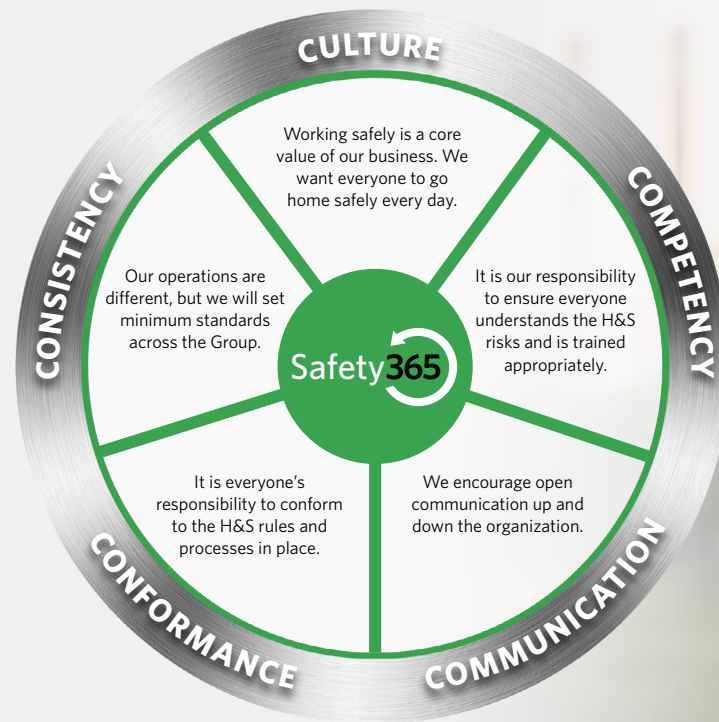 CULTURE
Working safely is a core
value of our business. We
want everyone to go
home safely every day.
COMPETENCY
It is our responsibility
to ensure everyone
understands the H&S
risks and is trained
appropriately.
COMMUNICATION
We encourage open
communication up and
down the organization.
CONFORMANCE
It is everyone’s
responsibility to conform
to the H&S rules and
processes in place.
CONSISTENCY
Our operations are
different, but we will set
minimum standards
across the Group.
Safety365